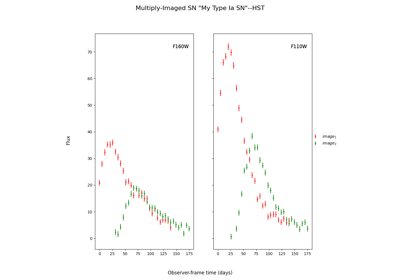 Multiply-Imaged SN "My Type Ia SN"--HST
F160W
F110W
Flux
70
60
50
40
30
20
10
0
image_1
image_2
0 25 50 75 100 125 150 175
0 25 50 75 100 125 150 175
Observer-frame time (days)